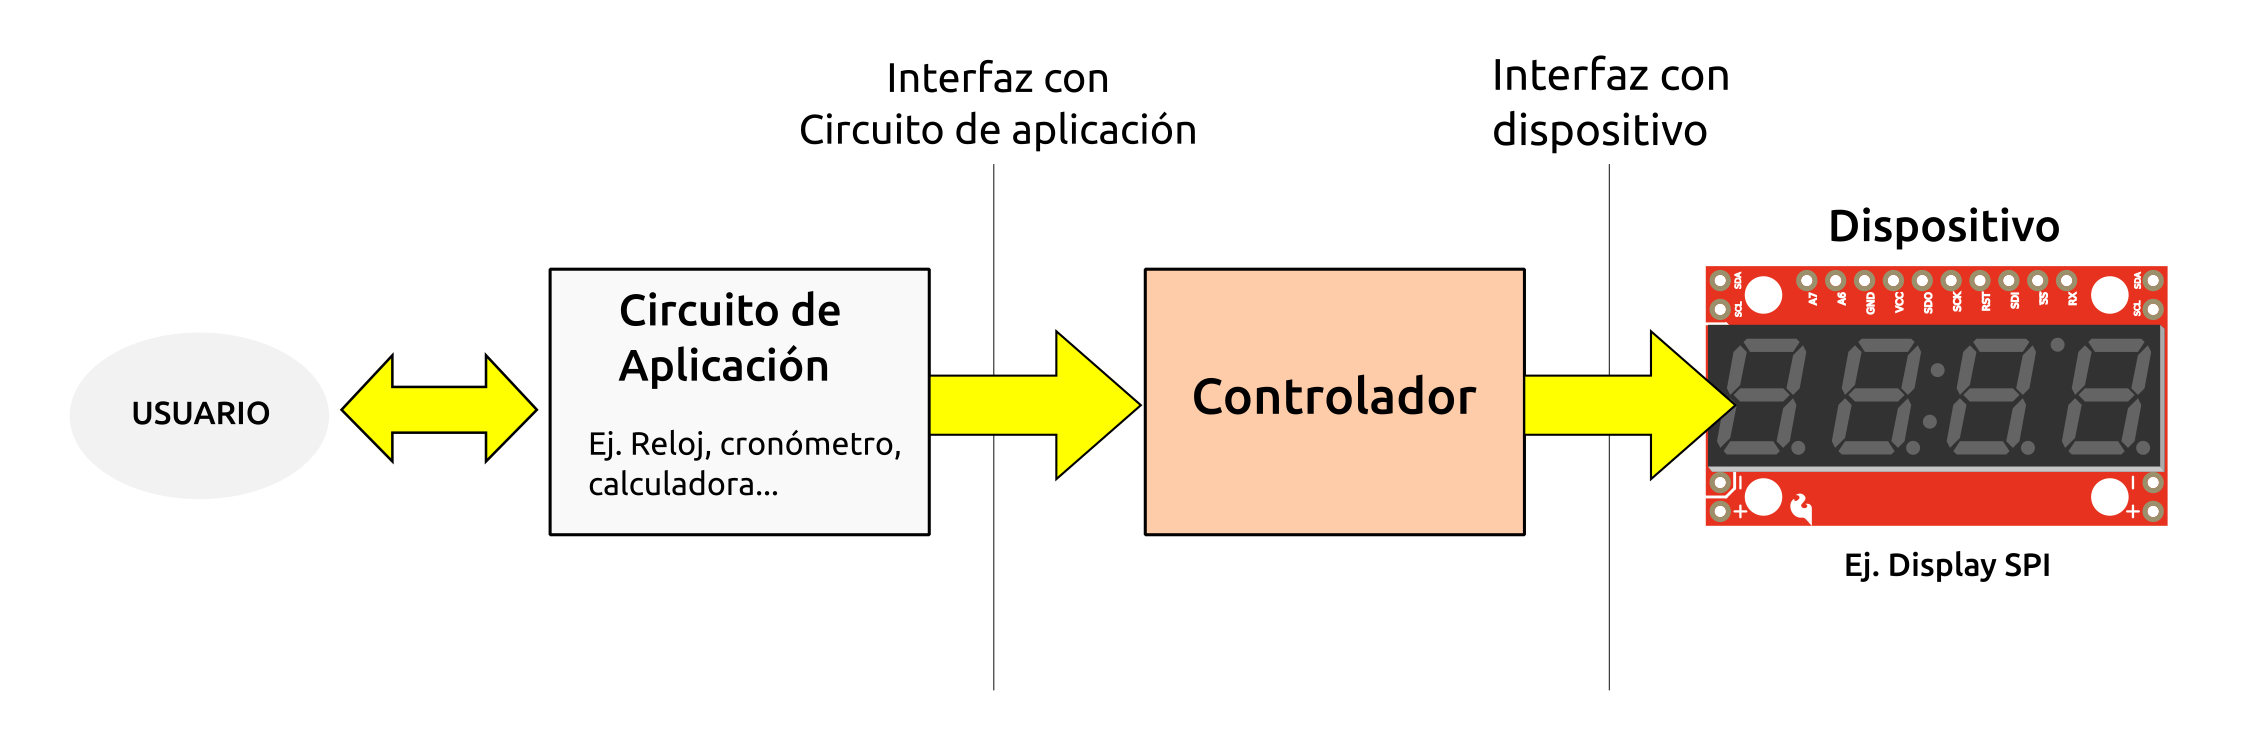 Interfaz con
Circuito de aplicación
Interfaz con
dispositivo
USUARIO
Circuito de
Aplicación
Ej. Reloj, cronómetro,
calculadora...
Controlador
Dispositivo
SDA
SCL
A7
A6
GND
VCC
SDO
SCK
RST
SDI
SS
RX
SDA
SCL
-
+
-
+
Ej. Display SPI